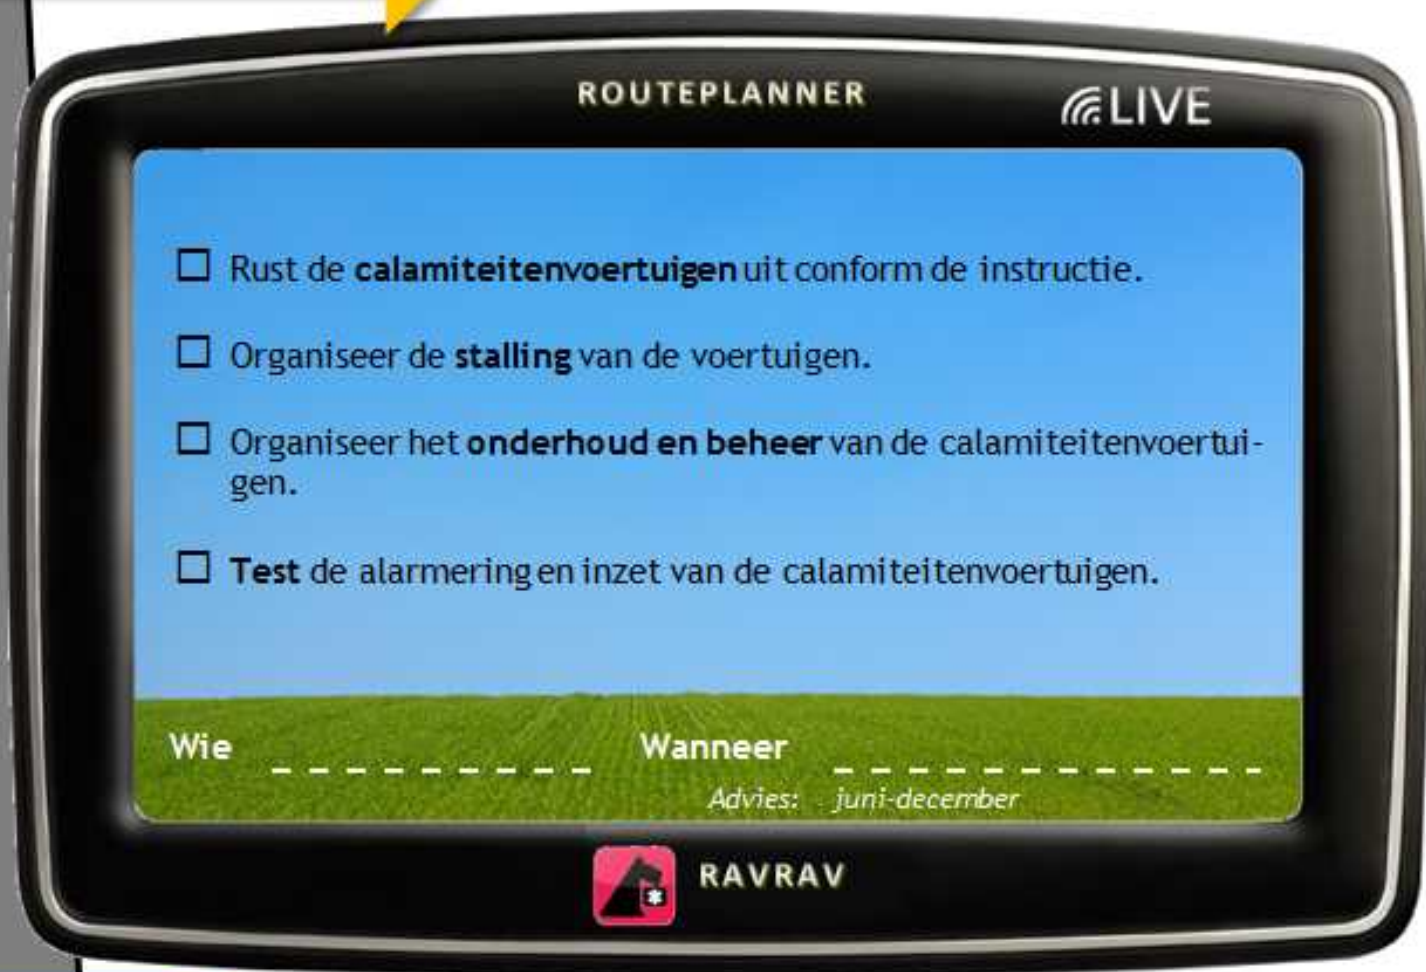 ROUTEPLANNER
LIVE
☐ Rust de calamiteitenvoertuigen uit conform de instructie.
☐ Organiseer de stalling van de voertuigen.
☐ Organiseer het onderhoud en beheer van de calamiteitenvoertui-
gen.
☐ Test de alarmering en inzet van de calamiteitenvoertuigen.
Wie _ _ _ _ _ _ _ _ _ Wanneer _ _ _ _ _ _ _ _ _ _ _ _
Advies: juni-december
RAVRAV